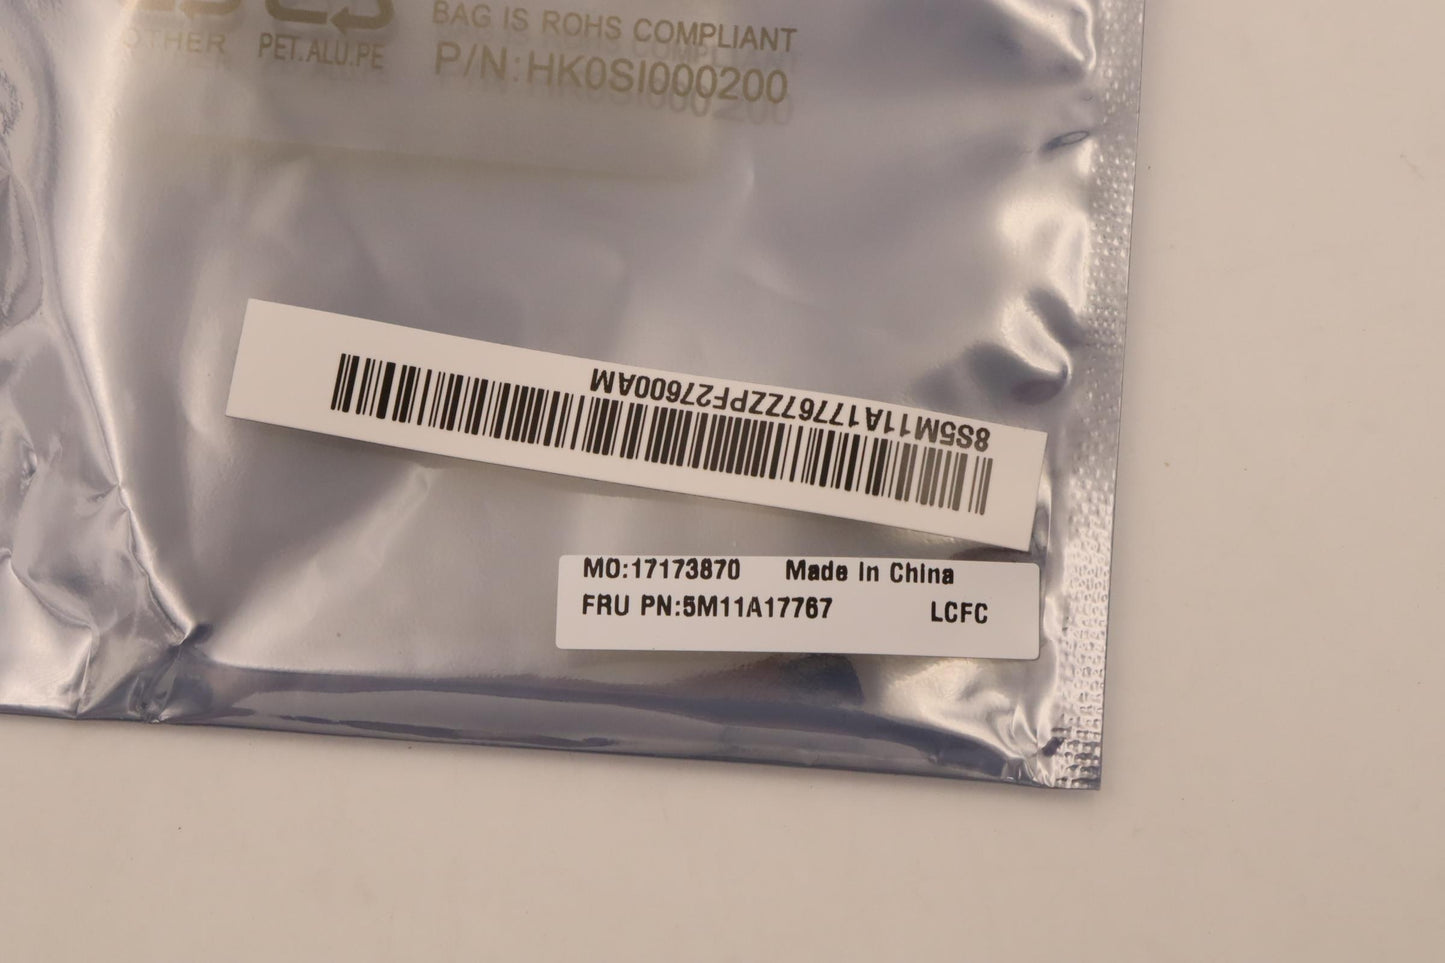 OTHER
PET.ALU.PE
BAG IS ROHS COMPLIANT
P/N:HK0SI000200
8S5M11A17767ZZPF27600AM
MO:17173870 Made In China
FRU PN:5M11A17767 LCFC